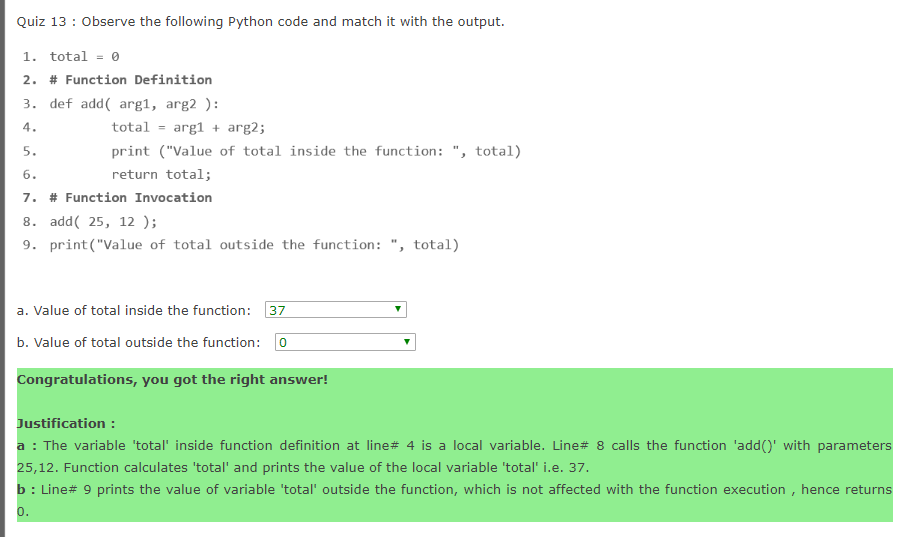 Quiz 13 : Observe the following Python code and match it with the output.
1. total = 0
2. # Function Definition
3. def add( arg1, arg2 ):
4. total = arg1 + arg2;
5. print ("Value of total inside the function: ", total)
6. return total;
7. # Function Invocation
8. add( 25, 12 );
9. print("Value of total outside the function: ", total)
a. Value of total inside the function: 37
b. Value of total outside the function: 0
Congratulations, you got the right answer!
Justification :
a : The variable 'total' inside function definition at line# 4 is a local variable. Line# 8 calls the function 'add()' with parameters
25,12. Function calculates 'total' and prints the value of the local variable 'total' i.e. 37.
b : Line# 9 prints the value of variable 'total' outside the function, which is not affected with the function execution , hence returns
0.